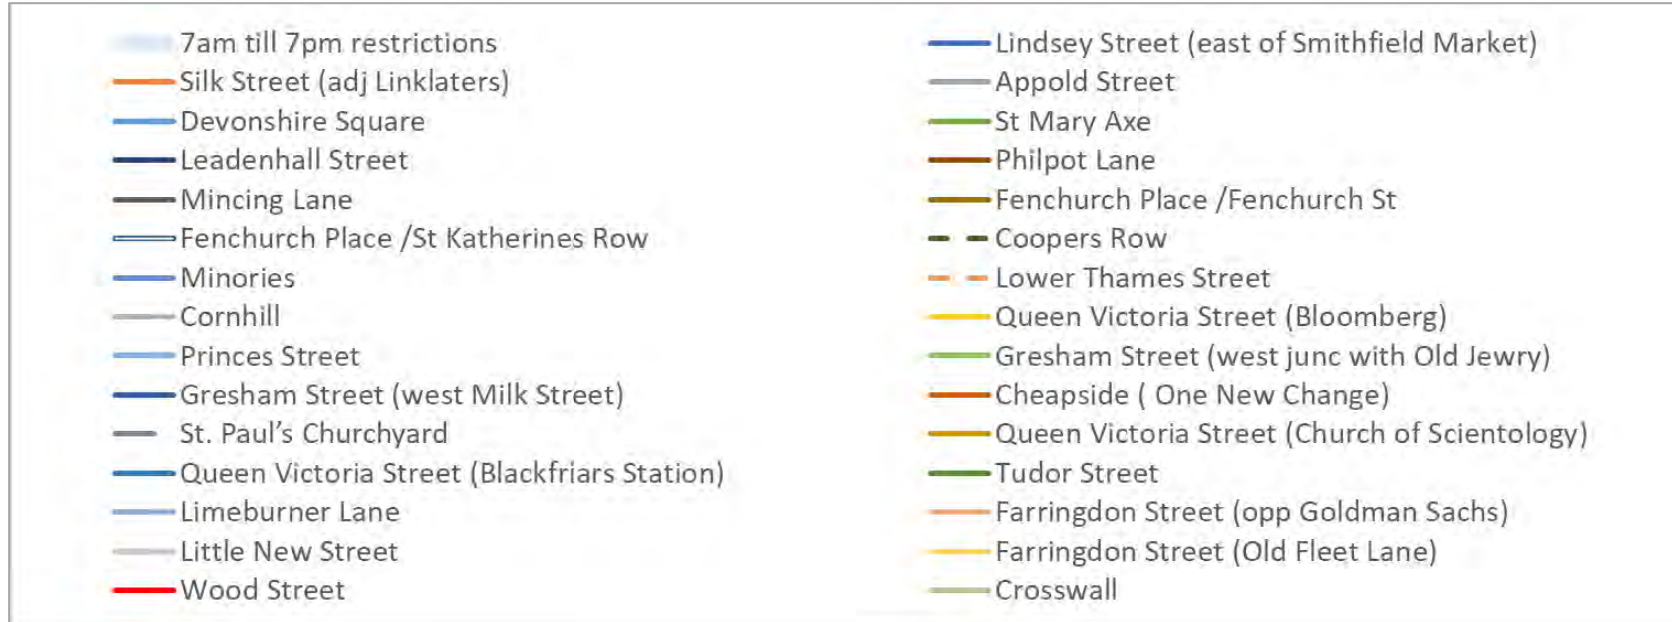 7am till 7pm restrictions
Lindsey Street (east of Smithfield Market)
Silk Street (adj Linklaters)
Appold Street
Devonshire Square
St Mary Axe
Leadenhall Street
Philpot Lane
Mincing Lane
Fenchurch Place /Fenchurch St
Fenchurch Place /St Katherines Row
Coopers Row
Minories
Lower Thames Street
Cornhill
Queen Victoria Street (Bloomberg)
Princes Street
Gresham Street (west junc with Old Jewry)
Gresham Street (west Milk Street)
Cheapside ( One New Change)
St. Paul’s Churchyard
Queen Victoria Street (Church of Scientology)
Queen Victoria Street (Blackfriars Station)
Tudor Street
Limeburner Lane
Farringdon Street (opp Goldman Sachs)
Little New Street
Farringdon Street (Old Fleet Lane)
Wood Street
Crosswall